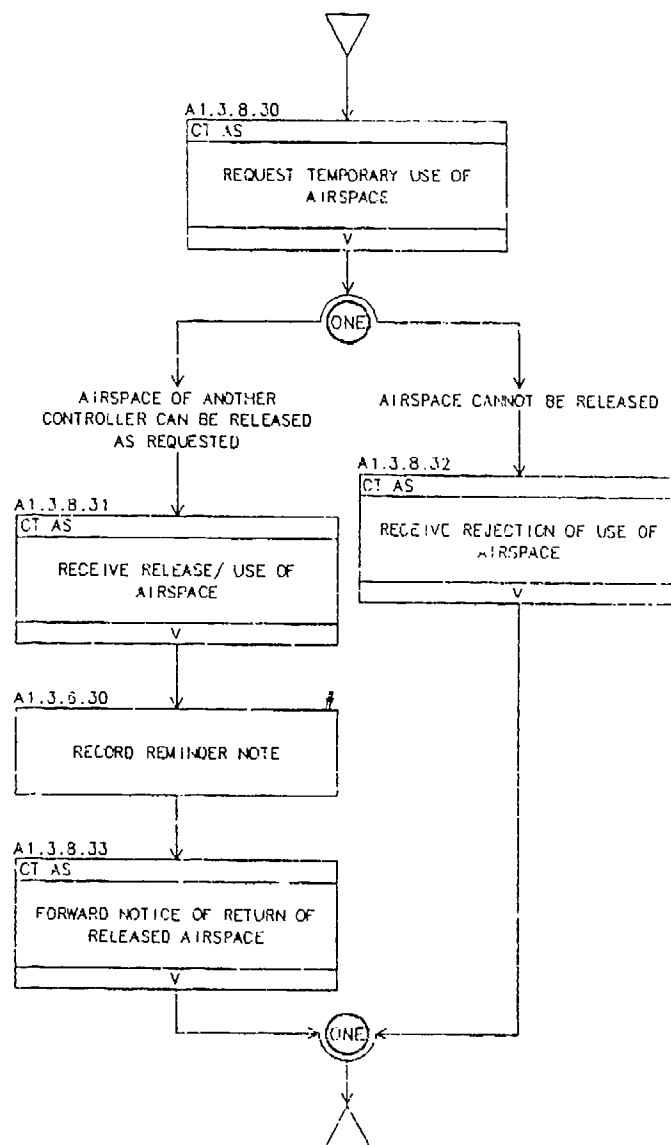 A1.3.8.30
CT AS
REQUEST TEMPORARY USE OF
AIRSPACE
V
ONE
AIRSPACE OF ANOTHER
CONTROLLER CAN BE RELEASED
AS REQUESTED
AIRSPACE CANNOT BE RELEASED
A1.3.8.32
CT AS
RECEIVE REJECTION OF USE OF
AIRSPACE
V
A1.3.8.31
CT AS
RECEIVE RELEASE/ USE OF
AIRSPACE
V
A1.3.6.30
RECORD REMINDER NOTE
A1.3.8.33
CT AS
FORWARD NOTICE OF RETURN OF
RELEASED AIRSPACE
V
ONE